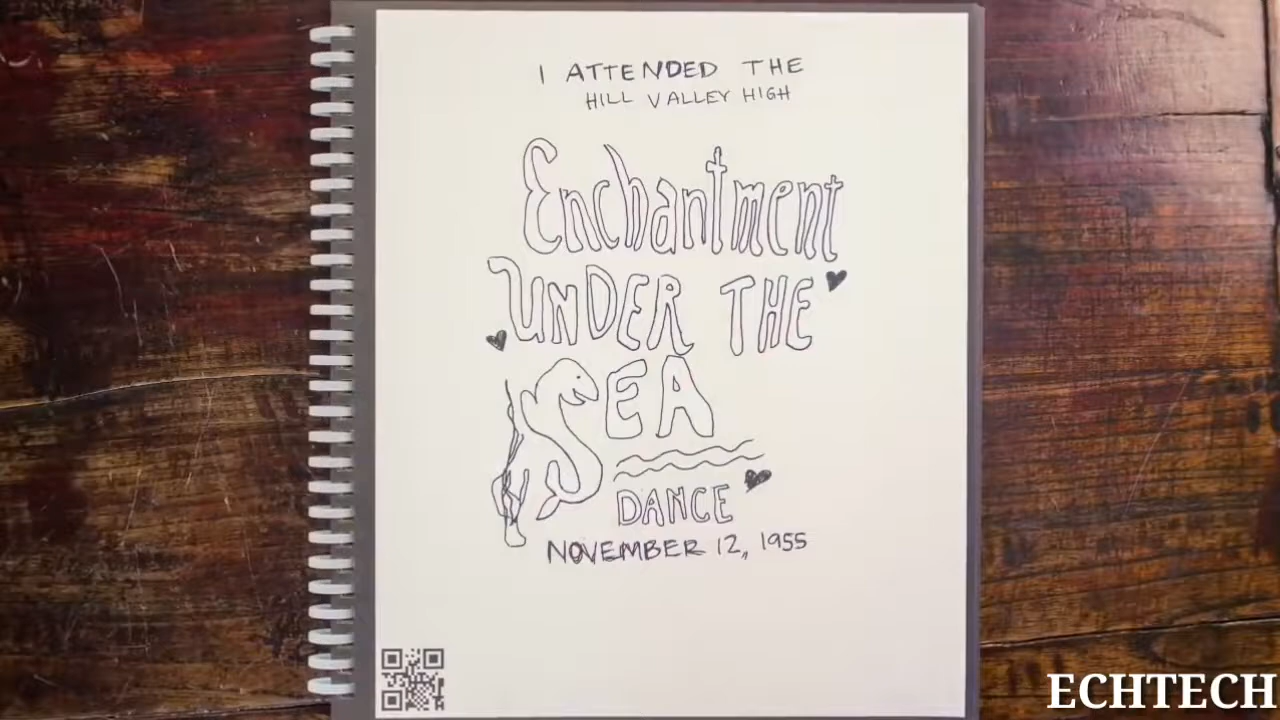 I ATTENDED THE
HILL VALLEY HIGH
Enchantment
UNDER THE
SEA
DANCE
NOVEMBER 12, 1955
ECHTECH